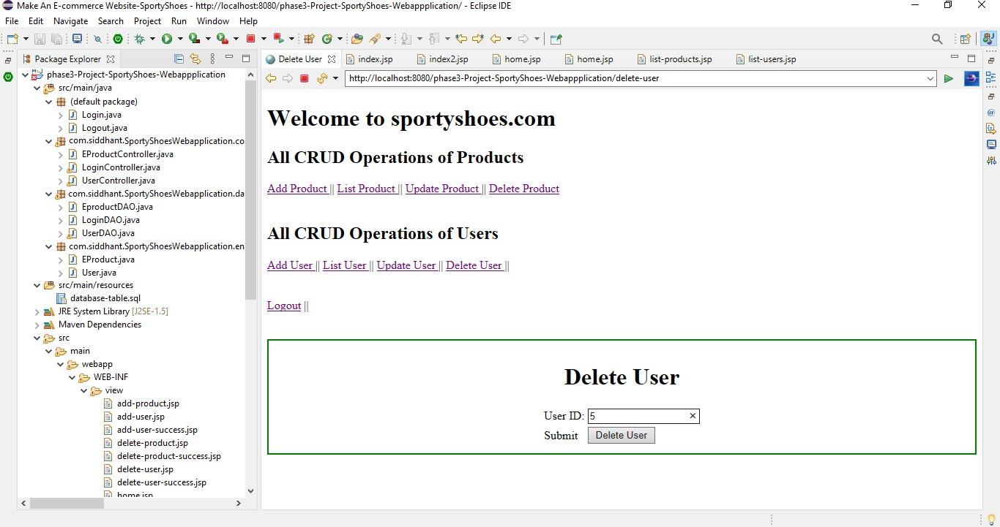 Make An E-commerce Website-SportyShoes - http://localhost:8080/phase3-Project-SportyShoes-Webappplication/ - Eclipse IDE
File Edit Navigate Search Project Run Window Help
Package Explorer
phase3-Project-SportyShoes-Webappplication
src/main/java
(default package)
Login.java
Logout.java
com.siddhant.SportyShoesWebapplication.co
EProductController.java
LoginController.java
UserController.java
com.siddhant.SportyShoesWebapplication.da
EproductDAO.java
LoginDAO.java
UserDAO.java
com.siddhant.SportyShoesWebapplication.en
EProduct.java
User.java
src/main/resources
database-table.sql
JRE System Library [J2SE-1.5]
Maven Dependencies
src
main
webapp
WEB-INF
view
add-product.jsp
add-user.jsp
add-user-success.jsp
delete-product.jsp
delete-product-success.jsp
delete-user.jsp
delete-user-success.jsp
home.jsp
Delete User index.jsp index2.jsp home.jsp home.jsp list-products.jsp list-users.jsp
http://localhost:8080/phase3-Project-SportyShoes-Webappplication/delete-user
Welcome to sportyshoes.com
All CRUD Operations of Products
Add Product || List Product || Update Product || Delete Product
All CRUD Operations of Users
Add User || List User || Update User || Delete User ||
Logout ||
Delete User
User ID: 5
Submit Delete User